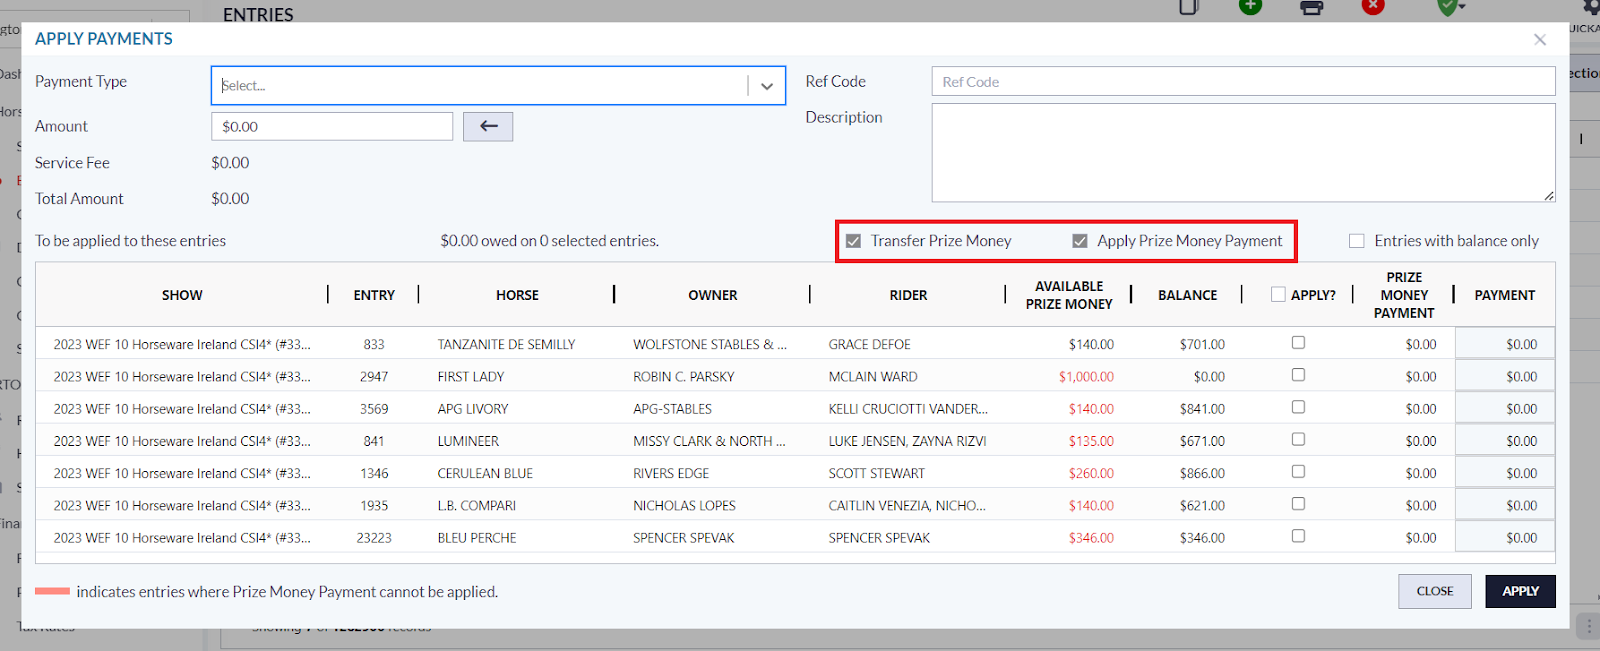 ENTRIES
APPLY PAYMENTS
Payment Type
Select...
Ref Code
Ref Code
Amount
$0.00
Description
Service Fee
$0.00
Total Amount
$0.00
To be applied to these entries
$0.00 owed on 0 selected entries.
Transfer Prize Money
Apply Prize Money Payment
Entries with balance only
SHOW ENTRY HORSE OWNER RIDER AVAILABLE PRIZE MONEY BALANCE APPLY? PRIZE MONEY PAYMENT PAYMENT
2023 WEF 10 Horseware Ireland CSI4* (#33... 833 TANZANITE DE SEMILLY WOLFSTONE STABLES & ... GRACE DEFOE $140.00 $701.00 $0.00 $0.00
2023 WEF 10 Horseware Ireland CSI4* (#33... 2947 FIRST LADY ROBIN C. PARSKY MCLAIN WARD $1,000.00 $0.00 $0.00 $0.00
2023 WEF 10 Horseware Ireland CSI4* (#33... 3569 APG LIVORY APG-STABLES KELLI CRUCIOTTI VANDER... $140.00 $841.00 $0.00 $0.00
2023 WEF 10 Horseware Ireland CSI4* (#33... 841 LUMINEER MISSY CLARK & NORTH ... LUKE JENSEN, ZAYNA RIZVI $135.00 $671.00 $0.00 $0.00
2023 WEF 10 Horseware Ireland CSI4* (#33... 1346 CERULEAN BLUE RIVERS EDGE SCOTT STEWART $260.00 $866.00 $0.00 $0.00
2023 WEF 10 Horseware Ireland CSI4* (#33... 1935 L.B. COMPARI NICHOLAS LOPES CAITLIN VENEZIA, NICHO... $140.00 $621.00 $0.00 $0.00
2023 WEF 10 Horseware Ireland CSI4* (#33... 23223 BLEU PERCHE SPENCER SPEVAK SPENCER SPEVAK $346.00 $346.00 $0.00 $0.00
indicates entries where Prize Money Payment cannot be applied.
CLOSE
APPLY